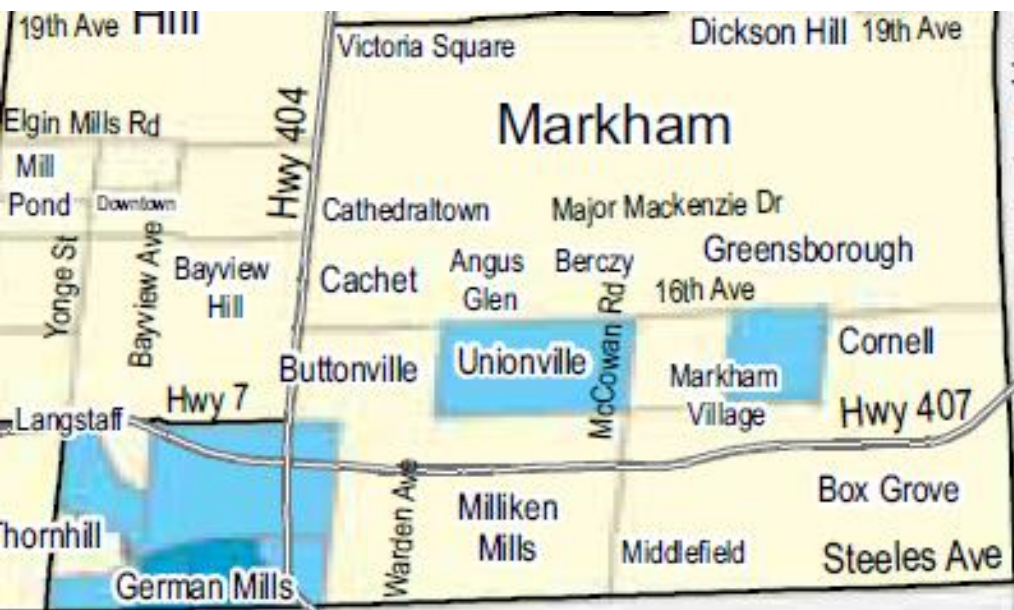 19th Ave Hill
Dickson Hill 19th Ave
Victoria Square
Elgin Mills Rd
Hwy 404
Markham
Mill
Pond
Downtown
Cathedraltown
Major Mackenzie Dr
Yonge St
Bayview Ave
Bayview
Hill
Cachet
Angus
Glen
Berczy
Greensborough
16th Ave
McCowan Rd
Buttonville
Unionville
Markham
Village
Cornell
Hwy 7
Langstaff
Hwy 407
Thornhill
Warden Ave
Milliken
Mills
Box Grove
Middlefield
Steeles Ave
German Mills